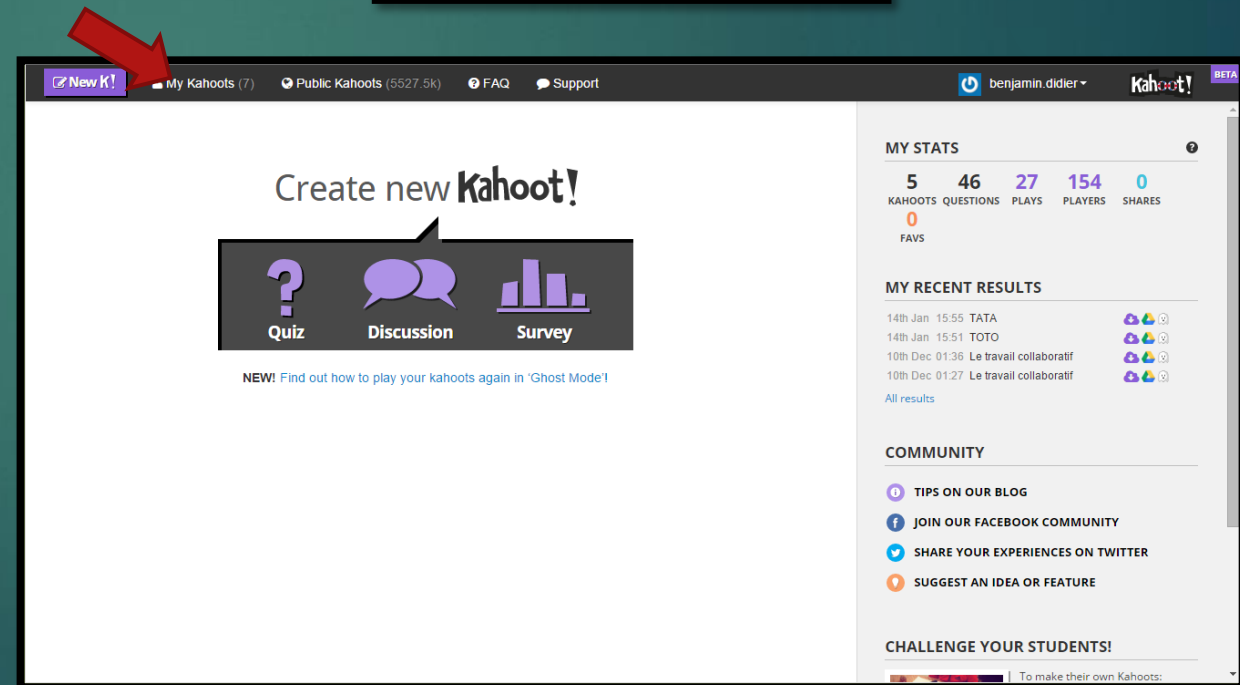 New K!
My Kahoots (7)
Public Kahoots (5527.5k)
FAQ
Support
benjamin.didier
Kahoot!
BETA
Create new Kahoot!
Quiz Discussion Survey
NEW! Find out how to play your kahoots again in 'Ghost Mode'!
MY STATS
5 46 27 154 0
KAHOOTS QUESTIONS PLAYS PLAYERS SHARES
0
FAVS
MY RECENT RESULTS
14th Jan 15:55 TATA
14th Jan 15:51 TOTO
10th Dec 01:36 Le travail collaboratif
10th Dec 01:27 Le travail collaboratif
All results
COMMUNITY
TIPS ON OUR BLOG
JOIN OUR FACEBOOK COMMUNITY
SHARE YOUR EXPERIENCES ON TWITTER
SUGGEST AN IDEA OR FEATURE
CHALLENGE YOUR STUDENTS!
To make their own Kahoots: